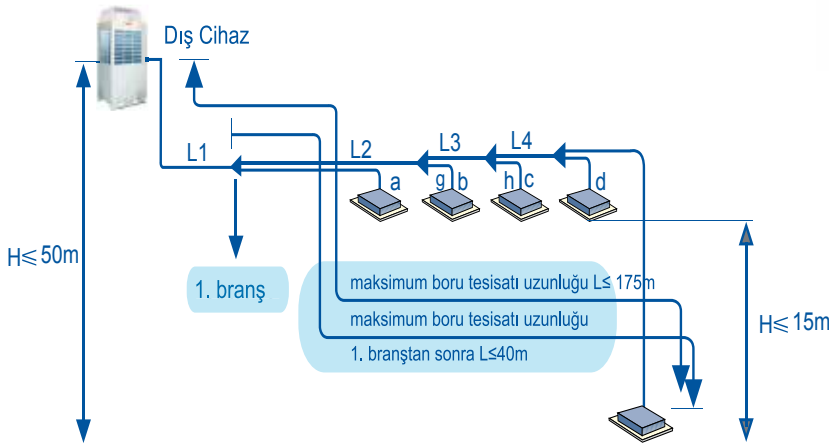 Dış Cihaz
L1
L2
L3
L4
a
g
b
h
c
d
H≤ 50m
1. branş
maksimum boru tesisatı uzunluğu L≤ 175m
maksimum boru tesisatı uzunluğu
1. branştan sonra L≤40m
H≤ 15m